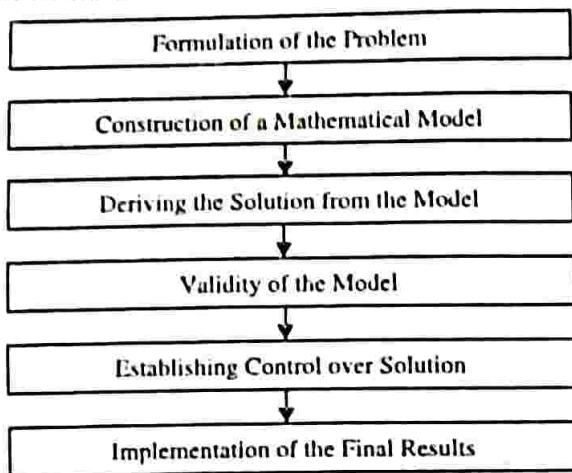 Formulation of the Problem
Construction of a Mathematical Model
Deriving the Solution from the Model
Validity of the Model
Establishing Control over Solution
Implementation of the Final Results